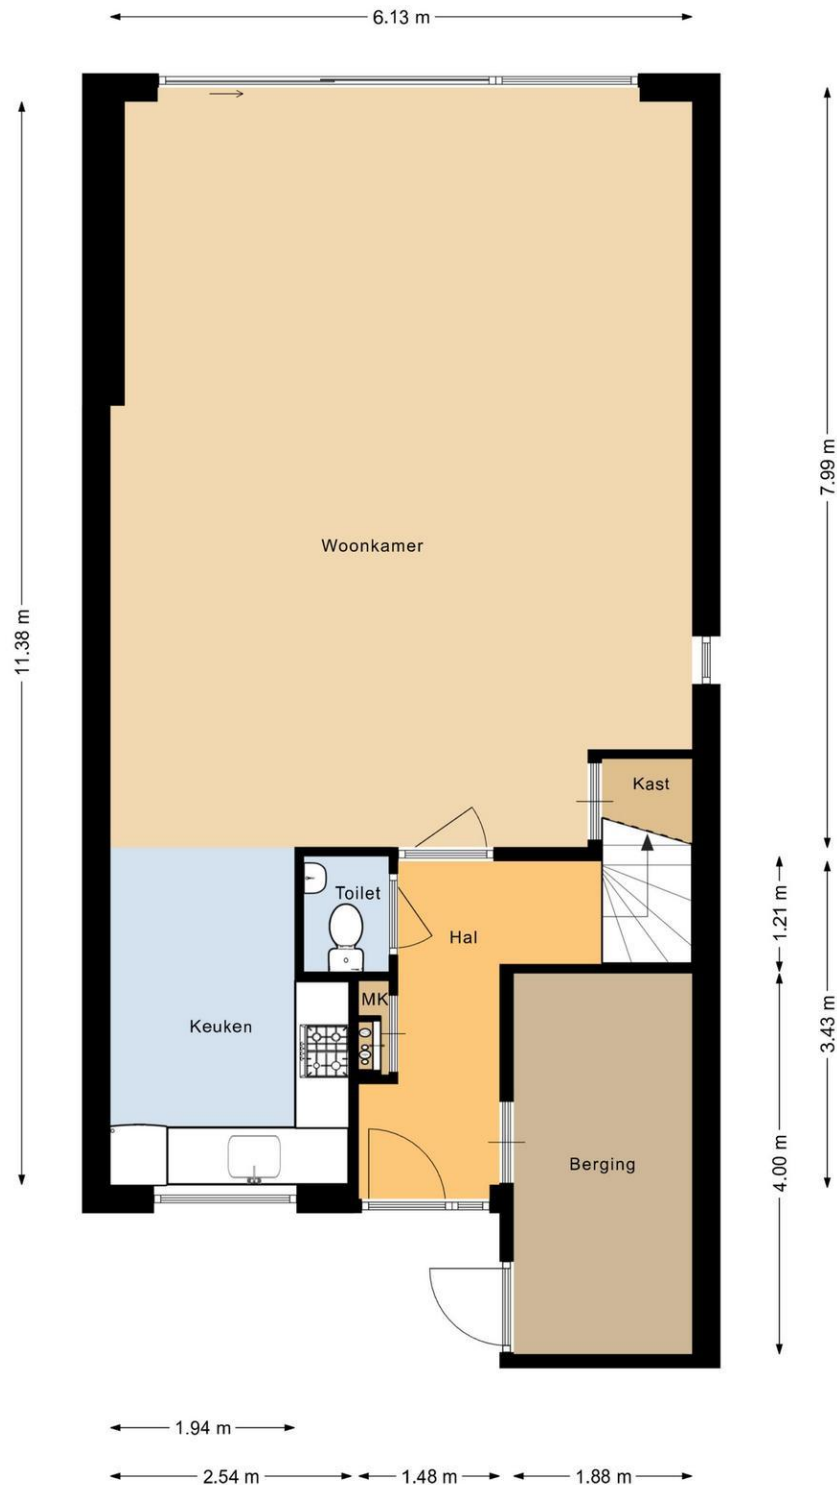 6.13 m
7.99 m
Woonkamer
11.38 m
Kast
Toilet
1.21 m
Hal
MK
Keuken
3.43 m
4.00 m
Berging
1.94 m
2.54 m
1.48 m
1.88 m